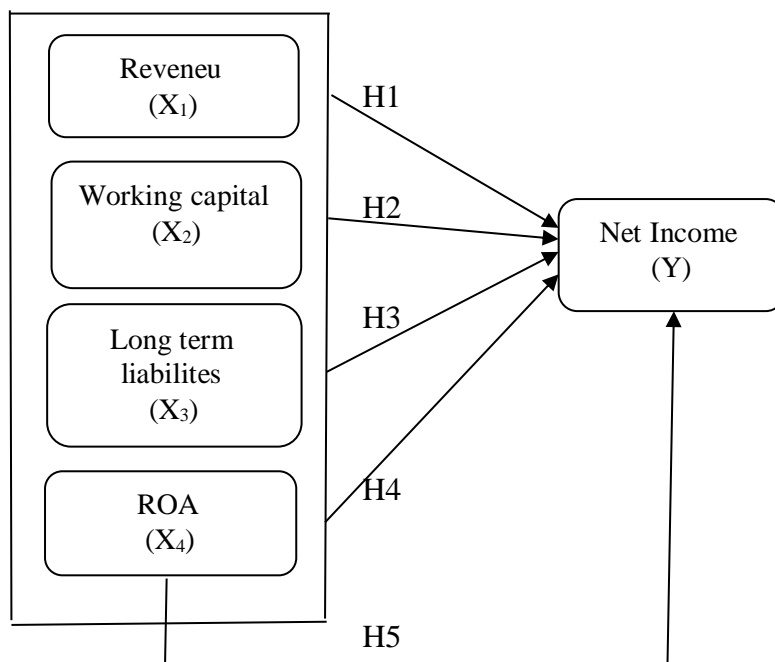 Reveneu
(X₁)
H1
Working capital
(X₂)
H2
Net Income
(Y)
Long term
liabilites
(X₃)
H3
ROA
(X₄)
H4
H5